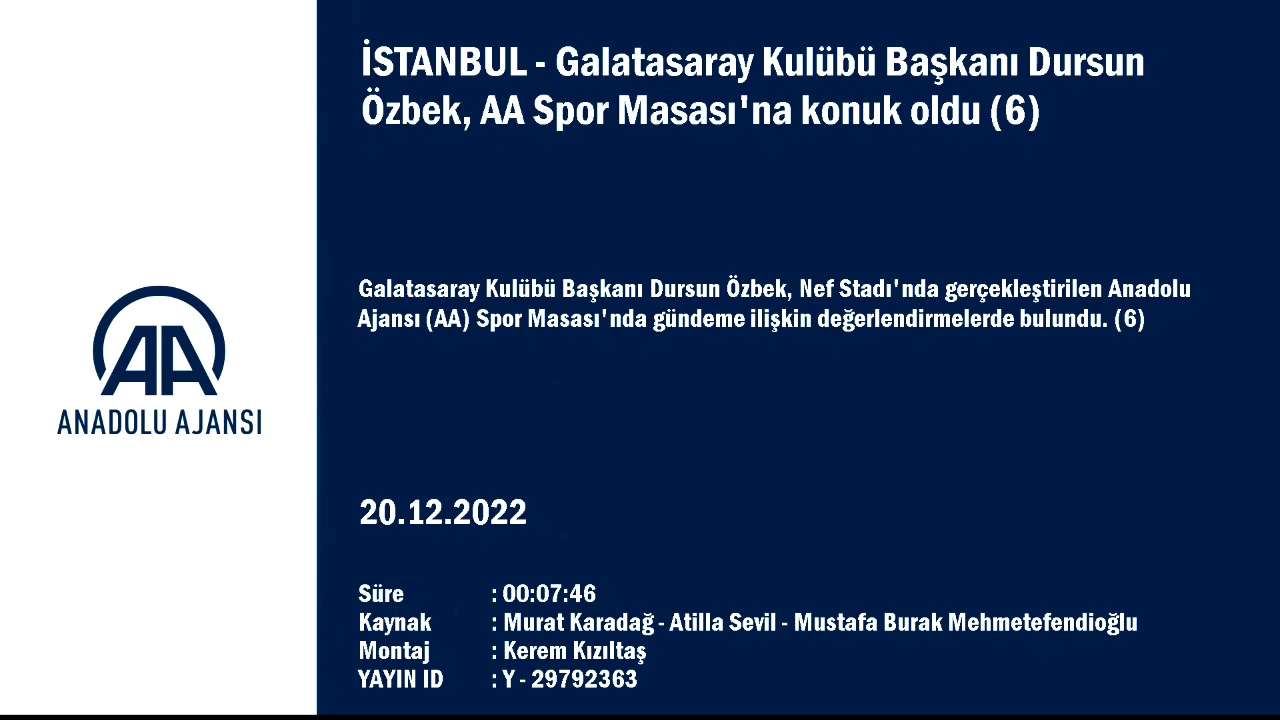 İSTANBUL - Galatasaray Kulübü Başkanı Dursun
Özbek, AA Spor Masası'na konuk oldu (6)
Galatasaray Kulübü Başkanı Dursun Özbek, Nef Stadı'nda gerçekleştirilen Anadolu
Ajansı (AA) Spor Masası'nda gündeme ilişkin değerlendirmelerde bulundu. (6)
AA
ANADOLU AJANSI
20.12.2022
Süre : 00:07:46
Kaynak : Murat Karadağ - Atilla Sevil - Mustafa Burak Mehmetefendioğlu
Montaj : Kerem Kızıltaş
YAYIN ID : Y - 29792363